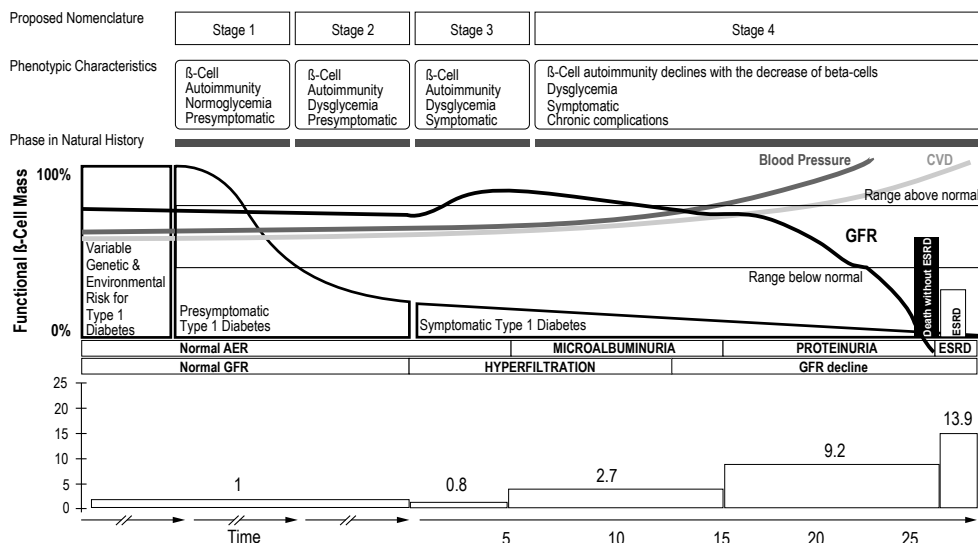 Proposed Nomenclature
Stage 1
Stage 2
Stage 3
Stage 4
Phenotypic Characteristics
ß-Cell
Autoimmunity
Normoglycemia
Presymptomatic
ß-Cell
Autoimmunity
Dysglycemia
Presymptomatic
ß-Cell
Autoimmunity
Dysglycemia
Symptomatic
ß-Cell autoimmunity declines with the decrease of beta-cells
Dysglycemia
Symptomatic
Chronic complications
Phase in Natural History
Functional ß-Cell Mass
100%
0%
Blood Pressure
CVD
Range above normal
GFR
Range below normal
Variable
Genetic &
Environmental
Risk for
Type 1
Diabetes
Presymptomatic
Type 1 Diabetes
Symptomatic Type 1 Diabetes
Death without ESRD
ESRD
Normal AER
MICROALBUMINURIA
PROTEINURIA
ESRD
Normal GFR
HYPERFILTRATION
GFR decline
25
20
15
10
5
0
1
0.8
2.7
9.2
13.9
Time
5
10
15
20
25